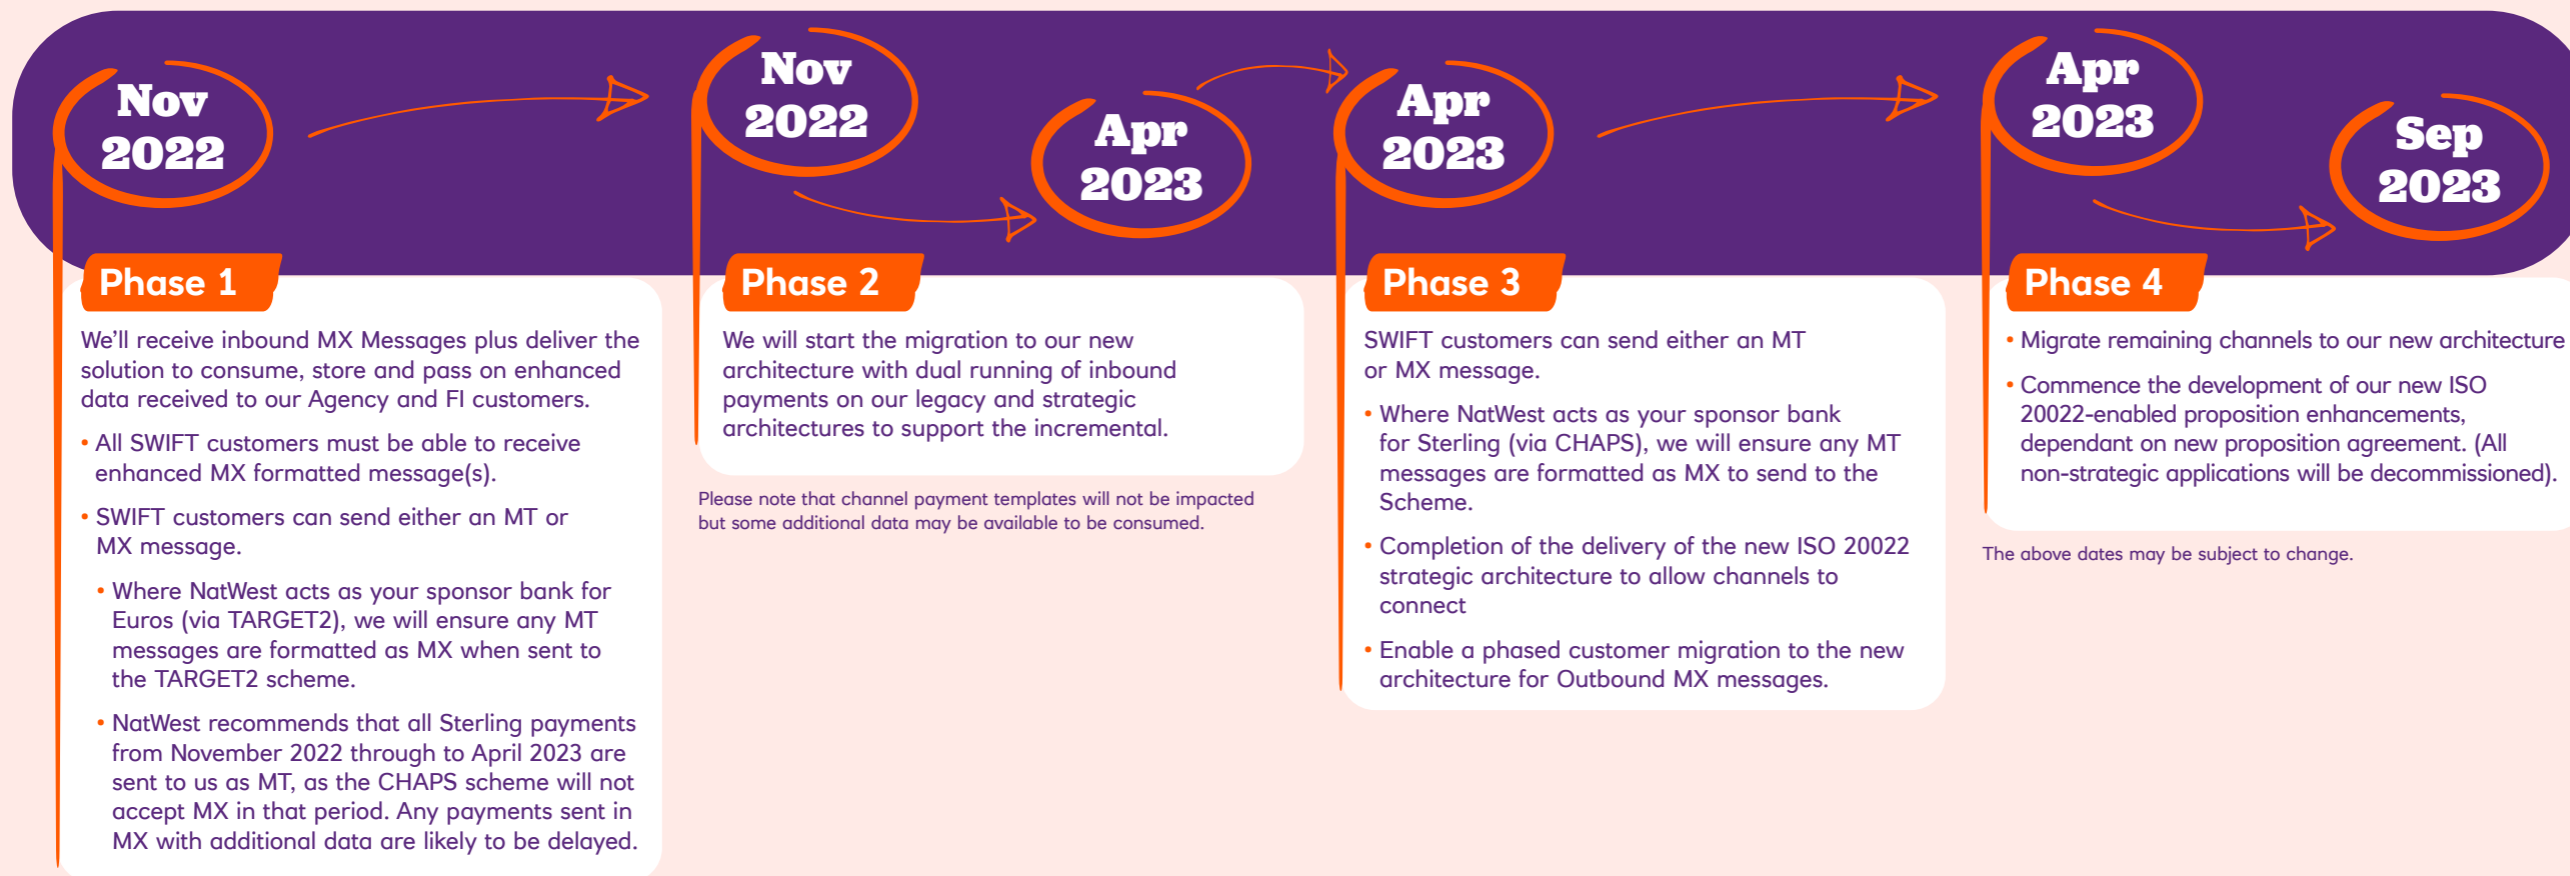 Nov
2022
Nov
2022
Apr
2023
Apr
2023
Apr
2023
Sep
2023
Phase 1
We’ll receive inbound MX Messages plus deliver the
solution to consume, store and pass on enhanced
data received to our Agency and FI customers.
• All SWIFT customers must be able to receive
enhanced MX formatted message(s).
• SWIFT customers can send either an MT or
MX message.
• Where NatWest acts as your sponsor bank for
Euros (via TARGET2), we will ensure any MT
messages are formatted as MX when sent to
the TARGET2 scheme.
• NatWest recommends that all Sterling payments
from November 2022 through to April 2023 are
sent to us as MT, as the CHAPS scheme will not
accept MX in that period. Any payments sent in
MX with additional data are likely to be delayed.
Phase 2
We will start the migration to our new
architecture with dual running of inbound
payments on our legacy and strategic
architectures to support the incremental.
Please note that channel payment templates will not be impacted
but some additional data may be available to be consumed.
Phase 3
SWIFT customers can send either an MT
or MX message.
• Where NatWest acts as your sponsor bank
for Sterling (via CHAPS), we will ensure any MT
messages are formatted as MX to send to the
Scheme.
• Completion of the delivery of the new ISO 20022
strategic architecture to allow channels to
connect
• Enable a phased customer migration to the new
architecture for Outbound MX messages.
Phase 4
• Migrate remaining channels to our new architecture
• Commence the development of our new ISO
20022-enabled proposition enhancements,
dependant on new proposition agreement. (All
non-strategic applications will be decommissioned).
The above dates may be subject to change.